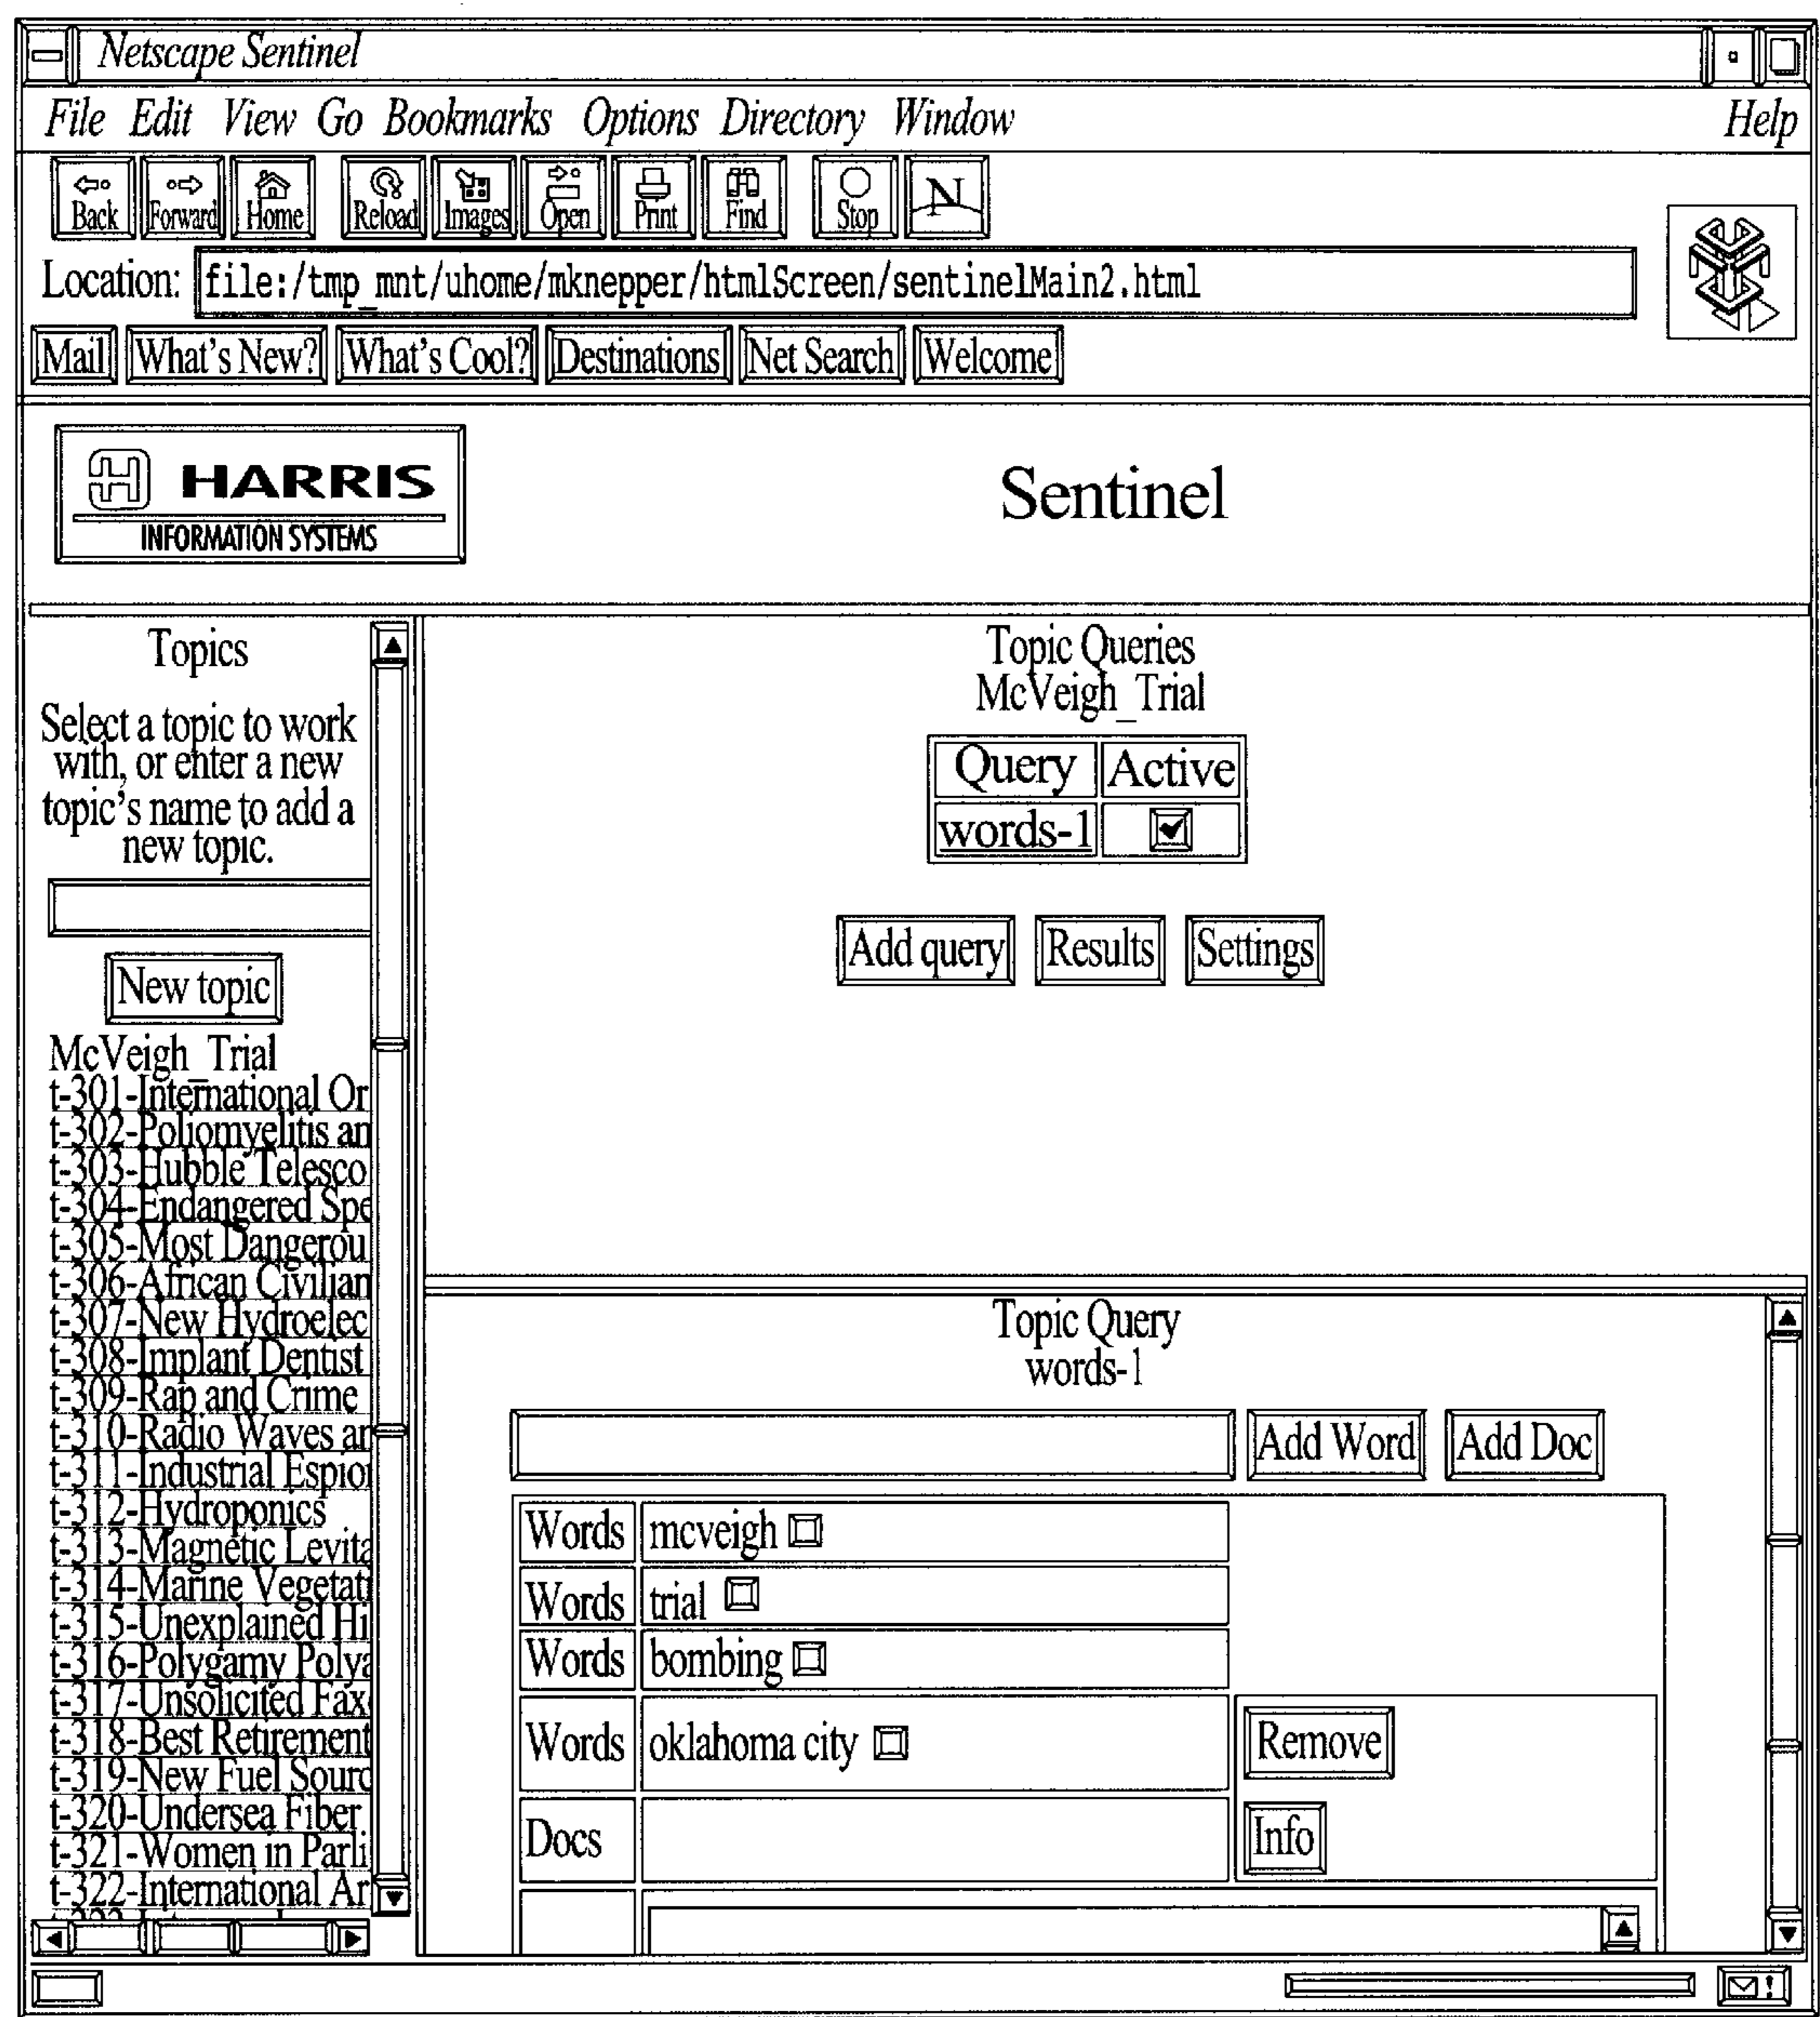 Netscape Sentinel
File Edit View Go Bookmarks Options Directory Window Help
Back Forward Home Reload Images Open Print Find Stop N
Location: file:/tmp_mnt/uhome/mknepper/htmlScreen/sentinelMain2.html
Mail What's New? What's Cool? Destinations Net Search Welcome
HARRIS
INFORMATION SYSTEMS
Sentinel
Topics
Select a topic to work
with, or enter a new
topic's name to add a
new topic.
New topic
McVeigh_Trial
t-301-International Or
t-302-Poliomyelitis an
t-303-Hubble Telesco
t-304-Endangered Spe
t-305-Most Dangerou
t-306-African Civilian
t-307-New Hydroelec
t-308-Implant Dentist
t-309-Rap and Crime
t-310-Radio Waves an
t-311-Industrial Espion
t-312-Hydroponics
t-313-Magnetic Levita
t-314-Marine Vegetati
t-315-Unexplained Hi
t-316-Polygamy Polya
t-317-Unsolicited Faxe
t-318-Best Retirement
t-319-New Fuel Sourc
t-320-Undersea Fiber
t-321-Women in Parli
t-322-International Ar
Topic Queries
McVeigh_Trial
Query Active
words-1
Add query Results Settings
Topic Query
words-1
Add Word Add Doc
Words mcveigh
Words trial
Words bombing
Words oklahoma city Remove
Docs Info